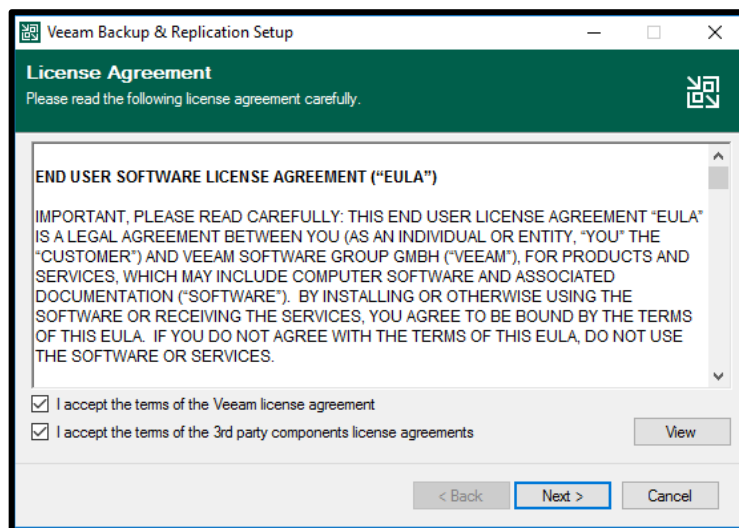 Veeam Backup & Replication Setup
License Agreement
Please read the following license agreement carefully.
END USER SOFTWARE LICENSE AGREEMENT (“EULA”)
IMPORTANT, PLEASE READ CAREFULLY: THIS END USER LICENSE AGREEMENT “EULA”
IS A LEGAL AGREEMENT BETWEEN YOU (AS AN INDIVIDUAL OR ENTITY, “YOU” THE
“CUSTOMER”) AND VEEAM SOFTWARE GROUP GMBH (“VEEAM”), FOR PRODUCTS AND
SERVICES, WHICH MAY INCLUDE COMPUTER SOFTWARE AND ASSOCIATED
DOCUMENTATION (“SOFTWARE”).  BY INSTALLING OR OTHERWISE USING THE
SOFTWARE OR RECEIVING THE SERVICES, YOU AGREE TO BE BOUND BY THE TERMS
OF THIS EULA.  IF YOU DO NOT AGREE WITH THE TERMS OF THIS EULA, DO NOT USE
THE SOFTWARE OR SERVICES.
I accept the terms of the Veeam license agreement
I accept the terms of the 3rd party components license agreements
View
< Back
Next >
Cancel